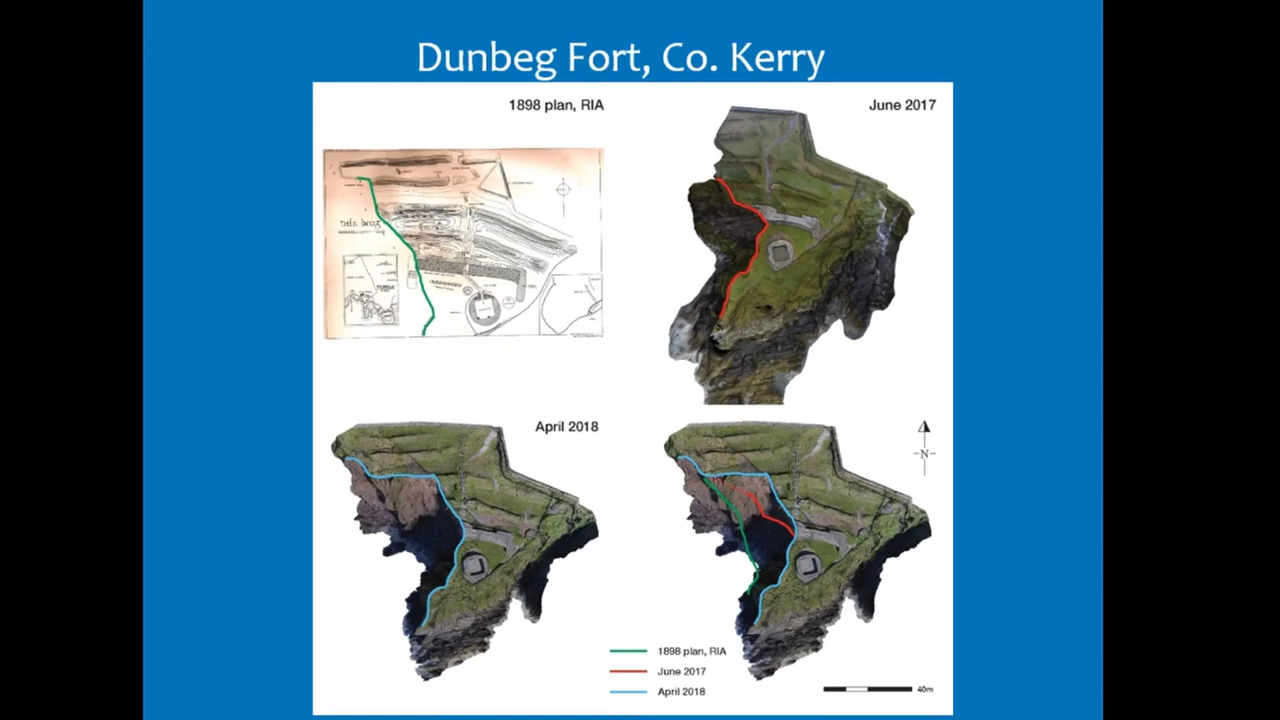 Dunbeg Fort, Co. Kerry
1898 plan, RIA
June 2017
April 2018
N
1898 plan, RIA
June 2017
April 2018
40m